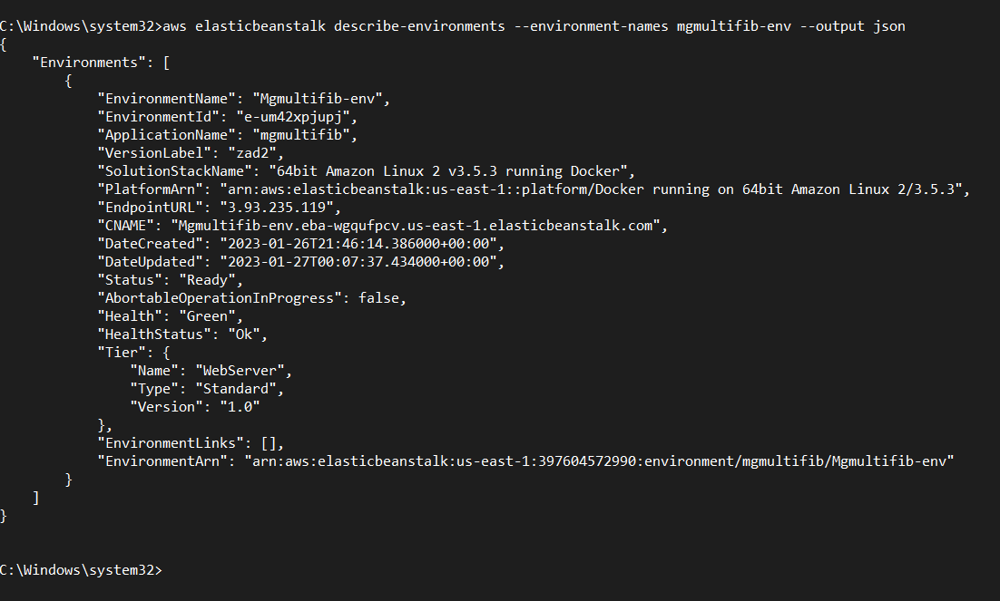 C:\Windows\system32>aws elasticbeanstalk describe-environments --environment-names mgmultifib-env --output json
{
    "Environments": [
        {
            "EnvironmentName": "Mgmultifib-env",
            "EnvironmentId": "e-um42xpjupj",
            "ApplicationName": "mgmultifib",
            "VersionLabel": "zad2",
            "SolutionStackName": "64bit Amazon Linux 2 v3.5.3 running Docker",
            "PlatformArn": "arn:aws:elasticbeanstalk:us-east-1::platform/Docker running on 64bit Amazon Linux 2/3.5.3",
            "EndpointURL": "3.93.235.119",
            "CNAME": "Mgmultifib-env.eba-wgqufpcv.us-east-1.elasticbeanstalk.com",
            "DateCreated": "2023-01-26T21:46:14.386000+00:00",
            "DateUpdated": "2023-01-27T00:07:37.434000+00:00",
            "Status": "Ready",
            "AbortableOperationInProgress": false,
            "Health": "Green",
            "HealthStatus": "Ok",
            "Tier": {
                "Name": "WebServer",
                "Type": "Standard",
                "Version": "1.0"
            },
            "EnvironmentLinks": [],
            "EnvironmentArn": "arn:aws:elasticbeanstalk:us-east-1:397604572990:environment/mgmultifib/Mgmultifib-env"
        }
    ]
}
C:\Windows\system32>